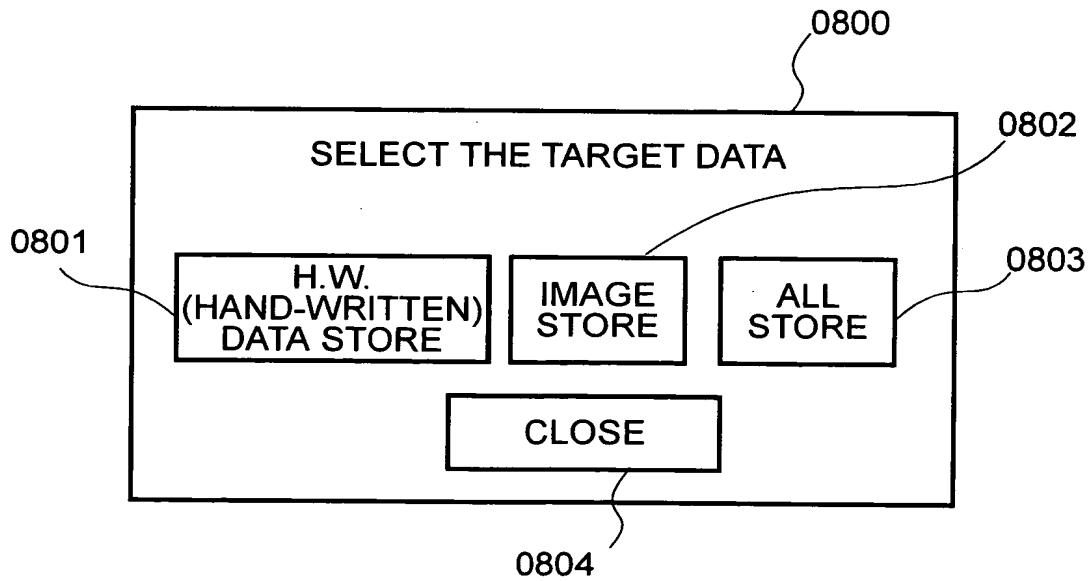 0800
0802
SELECT THE TARGET DATA
0801
0803
H.W.
(HAND-WRITTEN)
DATA STORE
IMAGE
STORE
ALL
STORE
CLOSE
0804